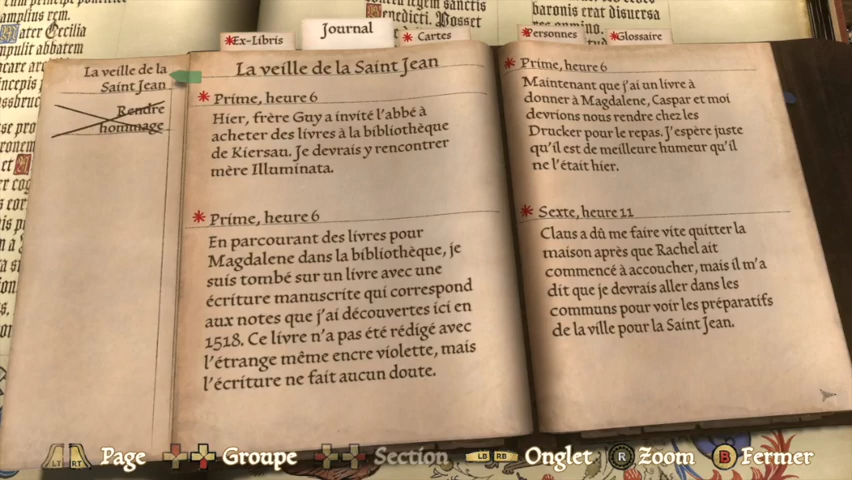 Ex-Libris
Journal
Cartes
Personnes
Glossaire
La veille de la
Saint Jean
Rendre
hommage
La veille de la Saint Jean
Prime, heure 6
Hier, frère Guy a invité l'abbé à
acheter des livres à la bibliothèque
de Kiersau. Je devrais y rencontrer
mère Illuminata.
Prime, heure 6
En parcourant des livres pour
Magdalene dans la bibliothèque, je
suis tombé sur un livre avec une
écriture manuscrite qui correspond
aux notes que j'ai découvertes ici en
1518. Ce livre n'a pas été rédigé avec
l'étrange même encre violette, mais
l'écriture ne fait aucun doute.
Prime, heure 6
Maintenant que j'ai un livre à
donner à Magdalene, Caspar et moi
devrions nous rendre chez les
Drucker pour le repas. J'espère juste
qu'il est de meilleure humeur qu'il
ne l'était hier.
Sexte, heure 11
Claus a dû me faire vite quitter la
maison après que Rachel ait
commencé à accoucher, mais il m'a
dit que je devrais aller dans les
communs pour voir les préparatifs
de la ville pour la Saint Jean.
LT RT Page Groupe Section LB RB Onglet R Zoom B Fermer